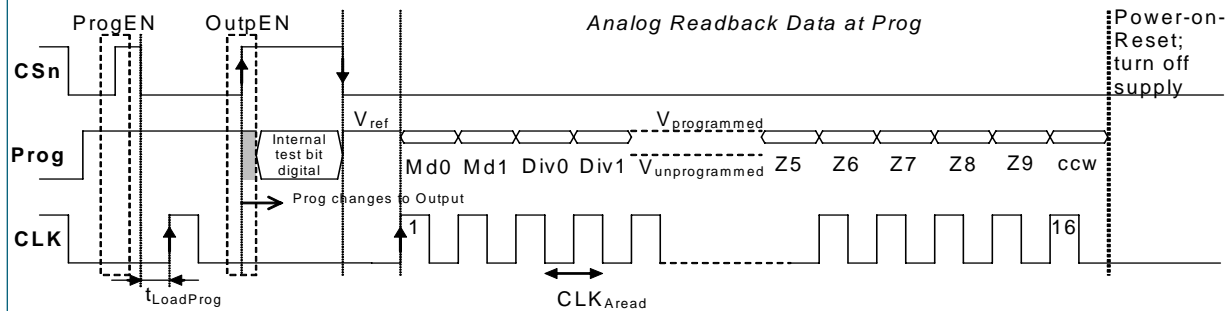 ProgEN
OutpEN
Analog Readback Data at Prog
Power-on-
Reset;
turn off
supply
CSn
Vref
Vprogrammed
Prog
Internal
test bit
digital
Md0 Md1 Div0 Div1 Vunprogrammed Z5 Z6 Z7 Z8 Z9 ccw
Prog changes to Output
CLK
1
16
tLoadProg
CLKAread